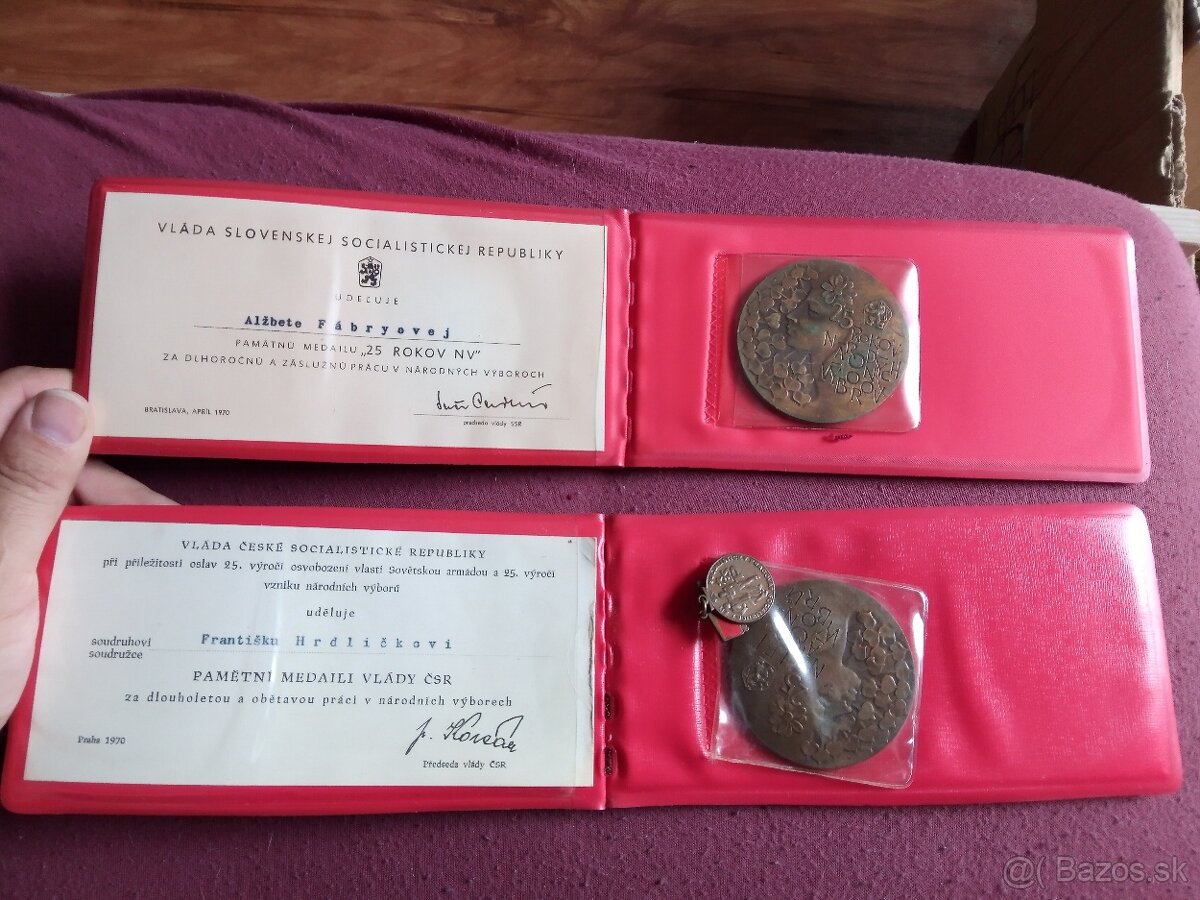 VLÁDA SLOVENSKEJ SOCIALISTICKEJ REPUBLIKY
UDEĽUJE
Alžbete Fábryovej
PAMÄTNÚ MEDAILU „25 ROKOV NV"
ZA DLHOROČNÚ A ZÁSLUŽNÚ PRÁCU V NÁRODNÝCH VÝBOROCH
BRATISLAVA, APRÍL 1970
predseda vlády SSR
25
VLÁDA ČESKÉ SOCIALISTICKÉ REPUBLIKY
při příležitosti oslav 25. výročí osvobození vlasti Sovětskou armádou a 25. výročí
vzniku národních výborů
uděluje
soudruhovi
soudružce
Františku Hrdličkovi
PAMĚTNÍ MEDAILI VLÁDY ČSR
za dlouholetou a obětavou práci v národních výborech
Praha 1970
Předseda vlády ČSR
@( Bazos.sk